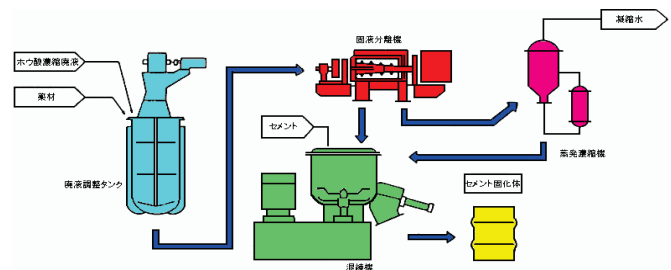 凝縮水
固液分離機
ホウ酸濃縮廃液
薬材
セメント
蒸発濃縮機
廃液調整タンク
セメント固化体
混練機